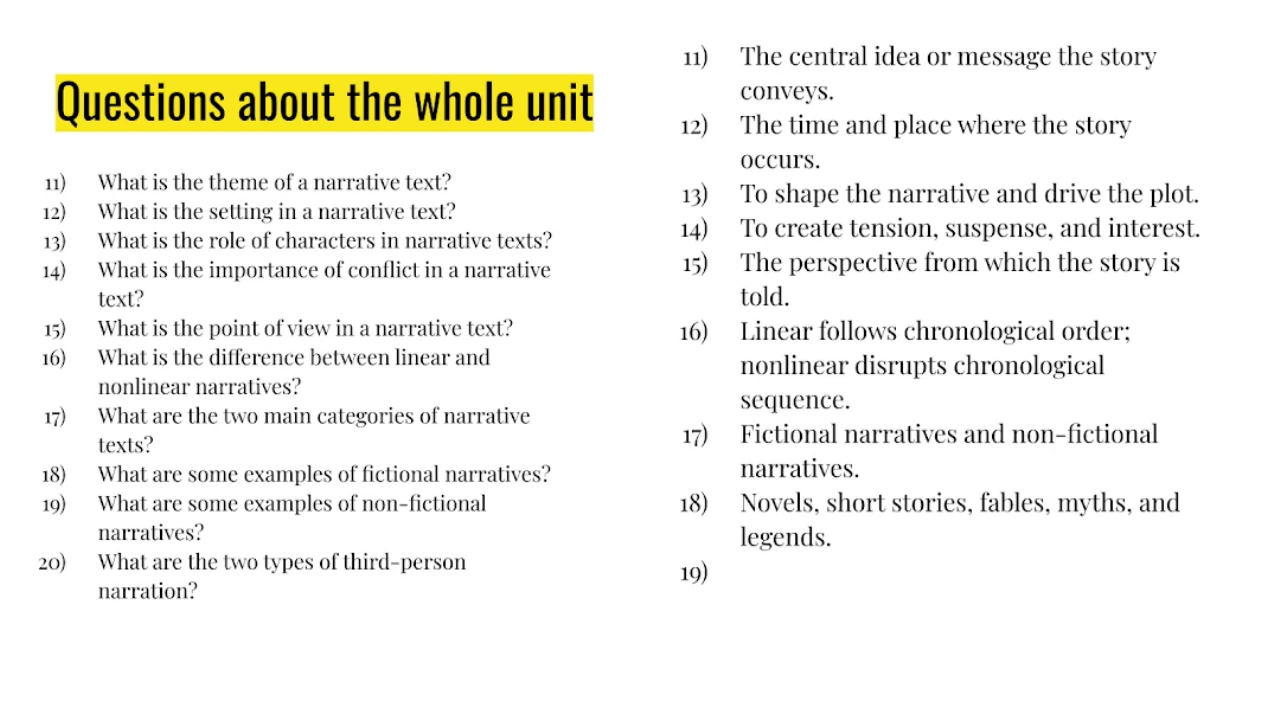 Questions about the whole unit
11) What is the theme of a narrative text?
12) What is the setting in a narrative text?
13) What is the role of characters in narrative texts?
14) What is the importance of conflict in a narrative
text?
15) What is the point of view in a narrative text?
16) What is the difference between linear and
nonlinear narratives?
17) What are the two main categories of narrative
texts?
18) What are some examples of fictional narratives?
19) What are some examples of non-fictional
narratives?
20) What are the two types of third-person
narration?
11) The central idea or message the story
conveys.
12) The time and place where the story
occurs.
13) To shape the narrative and drive the plot.
14) To create tension, suspense, and interest.
15) The perspective from which the story is
told.
16) Linear follows chronological order;
nonlinear disrupts chronological
sequence.
17) Fictional narratives and non-fictional
narratives.
18) Novels, short stories, fables, myths, and
legends.
19)